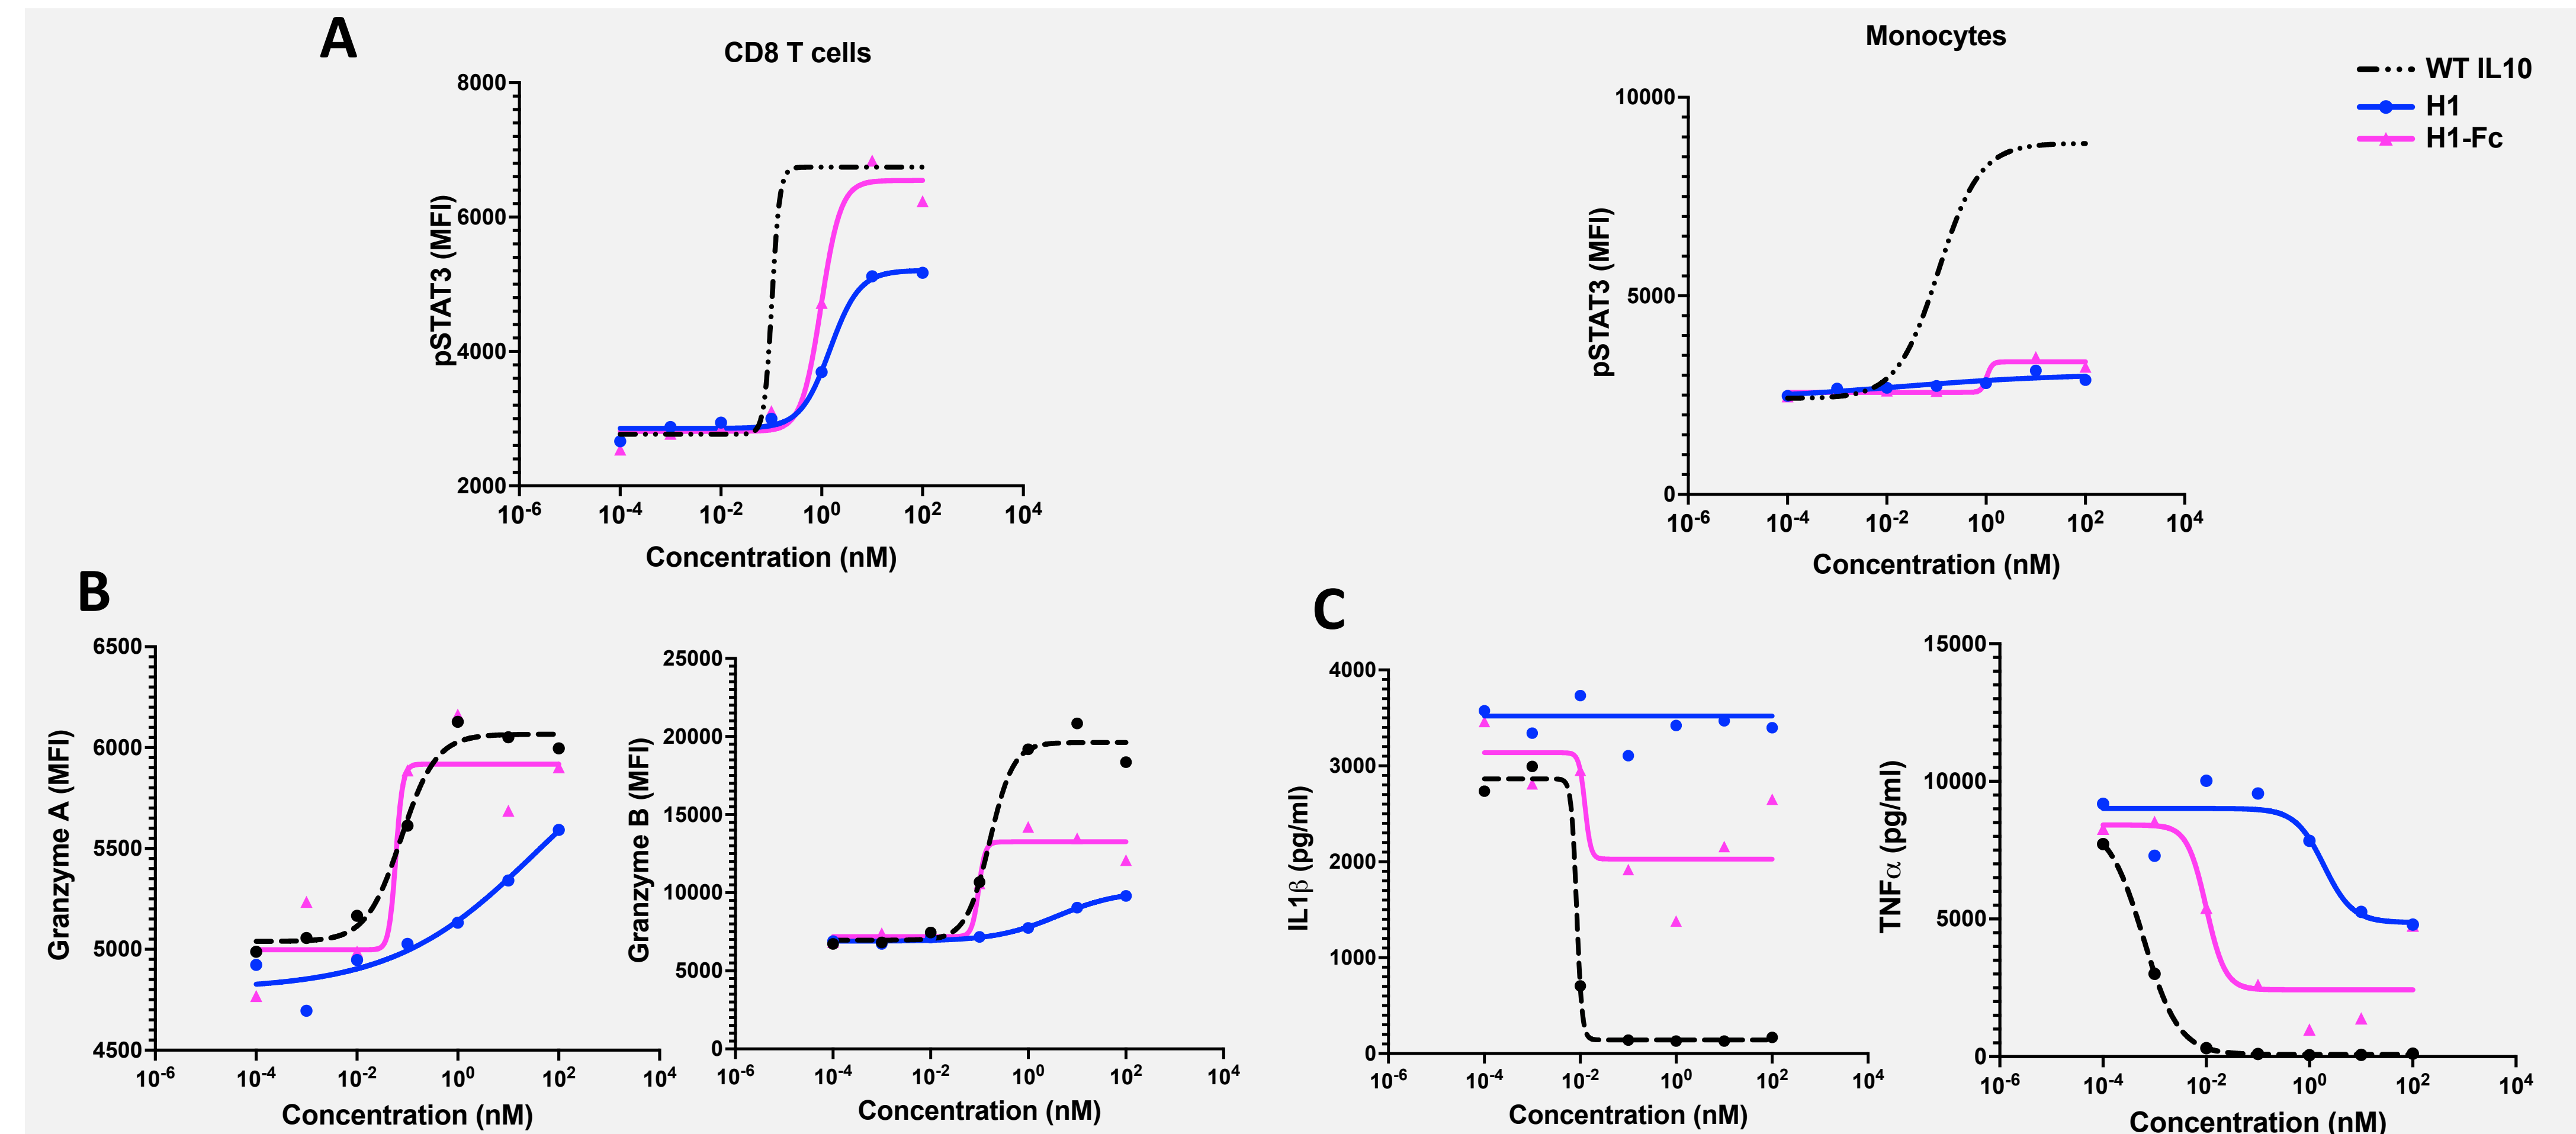 A
CD8 T cells
8000
6000
4000
2000
pSTAT3 (MFI)
10-6 10-4 10-2 100 102 104
Concentration (nM)
Monocytes
10000
5000
0
pSTAT3 (MFI)
10-6 10-4 10-2 100 102 104
Concentration (nM)
WT IL10
H1
H1-Fc
B
6500
6000
5500
5000
4500
Granzyme A (MFI)
10-6 10-4 10-2 100 102 104
Concentration (nM)
25000
20000
15000
10000
5000
0
Granzyme B (MFI)
10-6 10-4 10-2 100 102 104
Concentration (nM)
C
4000
3000
2000
1000
0
IL1β (pg/ml)
10-6 10-4 10-2 100 102 104
Concentration (nM)
15000
10000
5000
0
TNFα (pg/ml)
10-6 10-4 10-2 100 102 104
Concentration (nM)